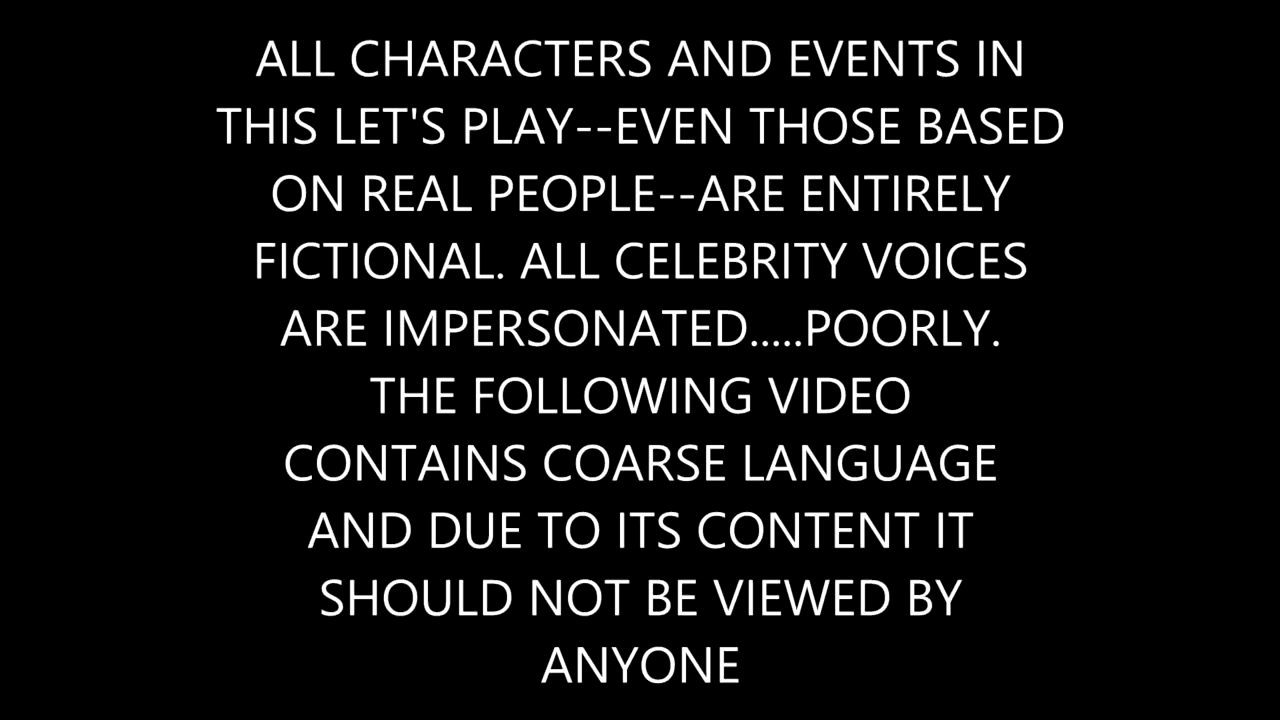 ALL CHARACTERS AND EVENTS IN
THIS LET'S PLAY--EVEN THOSE BASED
ON REAL PEOPLE--ARE ENTIRELY
FICTIONAL. ALL CELEBRITY VOICES
ARE IMPERSONATED.....POORLY.
THE FOLLOWING VIDEO
CONTAINS COARSE LANGUAGE
AND DUE TO ITS CONTENT IT
SHOULD NOT BE VIEWED BY
ANYONE